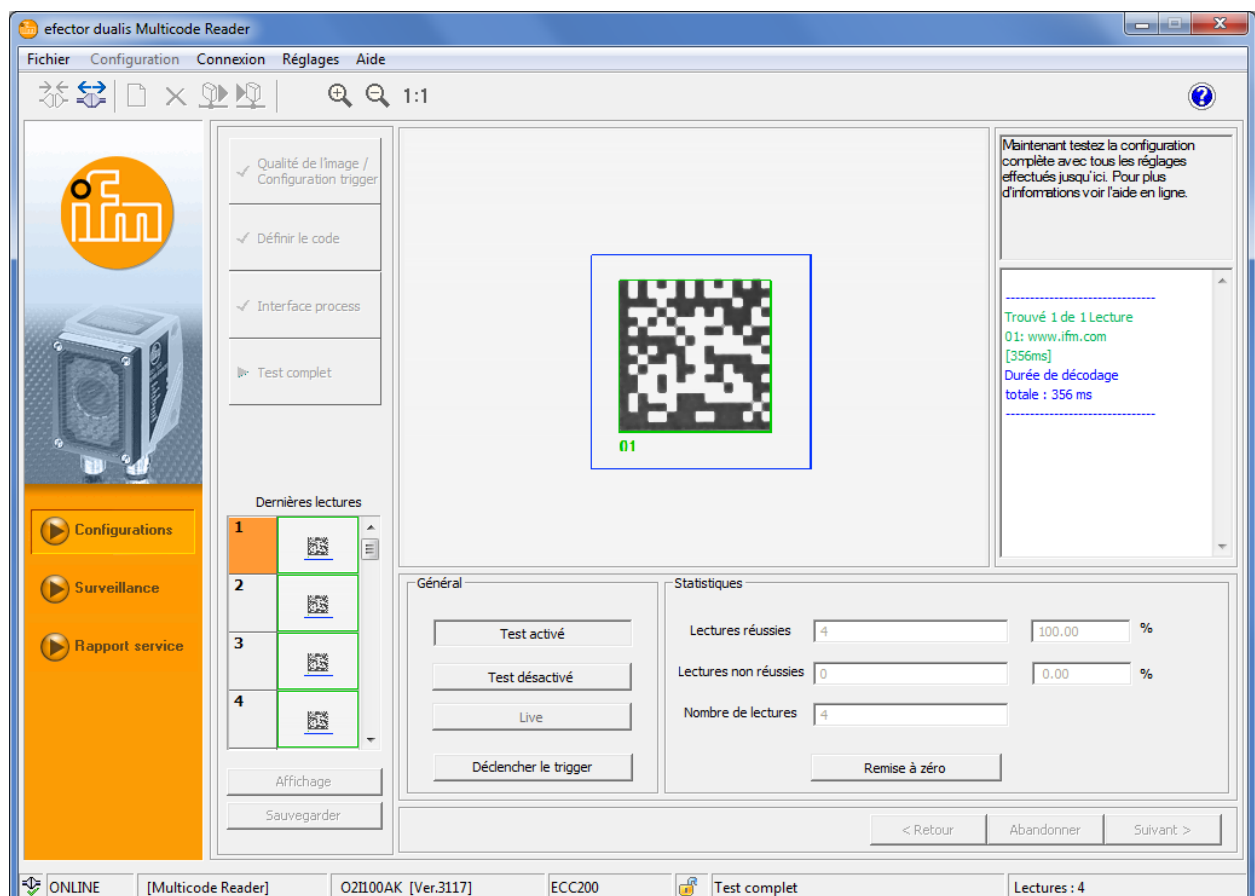 efector dualis Multicode Reader
Fichier Configuration Connexion Réglages Aide
1:1
ifm
Qualité de l'image /
Configuration trigger
Définir le code
Interface process
Test complet
Dernières lectures
1
2
3
4
Affichage
Sauvegarder
Configurations
Surveillance
Rapport service
01
Maintenant testez la configuration
complète avec tous les réglages
effectués jusqu'ici. Pour plus
d'informations voir l'aide en ligne.
------------------------------
Trouvé 1 de 1 Lecture
01: www.ifm.com
[356ms]
Durée de décodage
totale : 356 ms
------------------------------
Général
Test activé
Test désactivé
Live
Déclencher le trigger
Statistiques
Lectures réussies 4 100.00 %
Lectures non réussies 0 0.00 %
Nombre de lectures 4
Remise à zéro
< Retour Abandonner Suivant >
ONLINE [Multicode Reader] O2I100AK [Ver.3117] ECC200 Test complet Lectures : 4